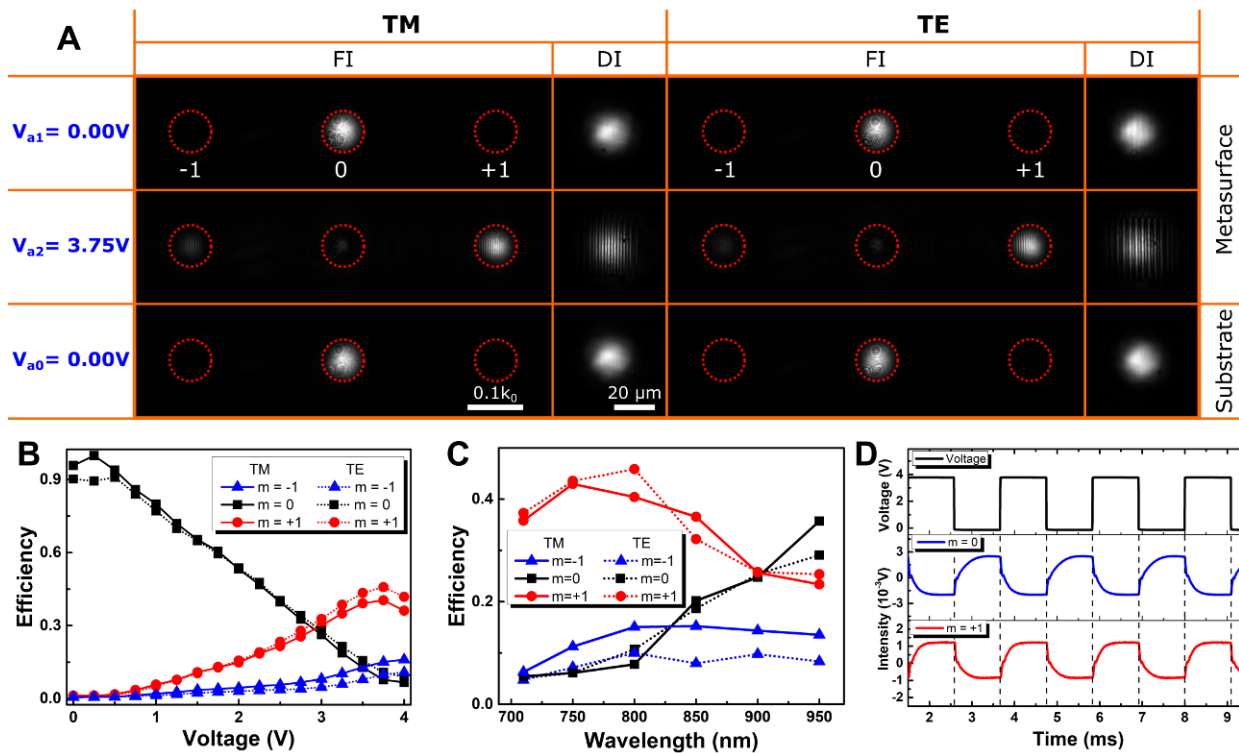 A
TM
TE
FI
DI
FI
DI
Va1= 0.00V
-1
0
+1
-1
0
+1
Metasurface
Va2= 3.75V
Va0= 0.00V
0.1k0
20 μm
Substrate
B
TM TE
m = -1 m = -1
m = 0 m = 0
m = +1 m = +1
Efficiency
0.9
0.6
0.3
0.0
0 1 2 3 4
Voltage (V)
C
TM TE
m=-1 m=-1
m=0 m=0
m=+1 m=+1
Efficiency
0.4
0.2
0.0
700 750 800 850 900 950
Wavelength (nm)
D
Voltage
Voltage (V)
4
0
m = 0
Intensity (10-3V)
3
0
-3
m = +1
2
1
0
-1
-2
2 3 4 5 6 7 8 9
Time (ms)